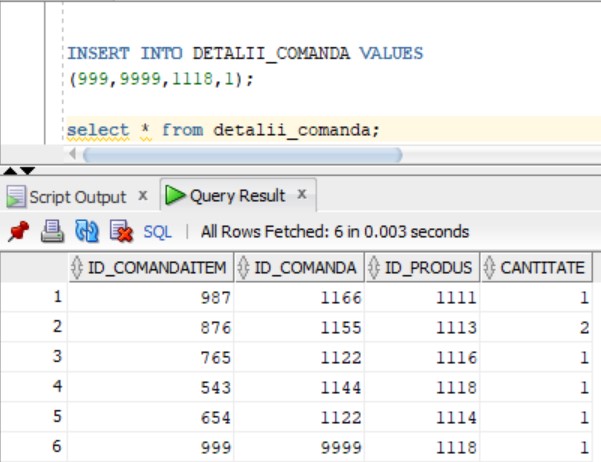 INSERT INTO DETALII_COMANDA VALUES
(999,9999,1118,1);
select * from detalii_comanda;
Script Output x Query Result x
SQL | All Rows Fetched: 6 in 0.003 seconds
ID_COMANDAITEM ID_COMANDA ID_PRODUS CANTITATE
1 987 1166 1111 1
2 876 1155 1113 2
3 765 1122 1116 1
4 543 1144 1118 1
5 654 1122 1114 1
6 999 9999 1118 1